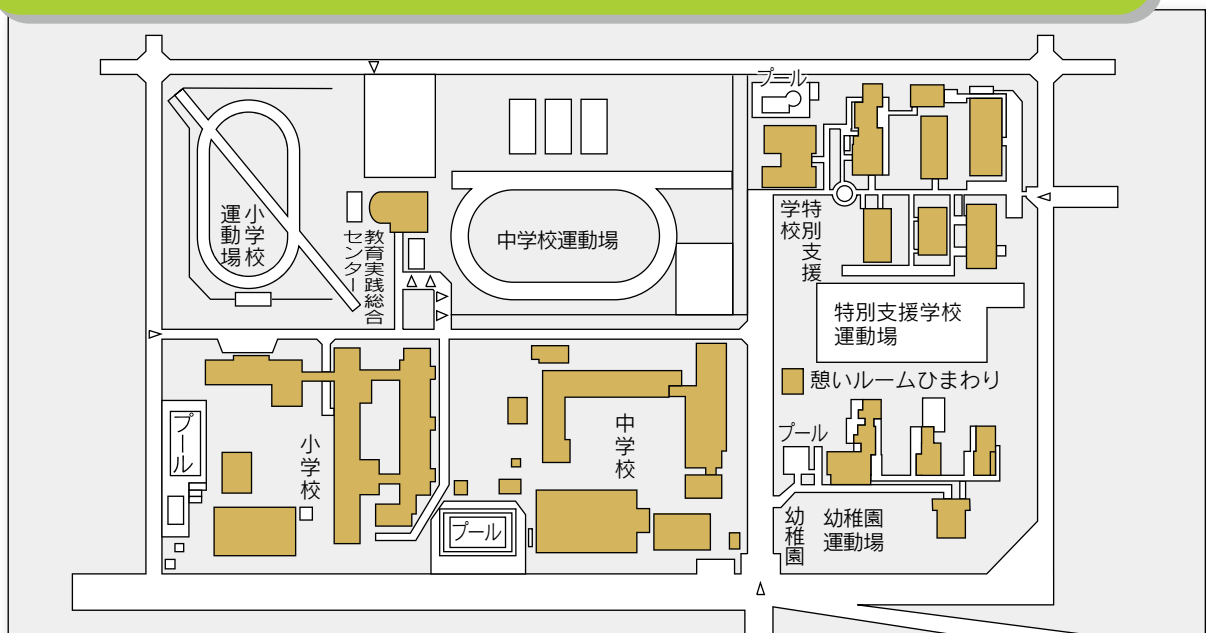 プール
小学校
運動場
教育実践総合
センター
中学校運動場
特別支援
学校
特別支援学校
運動場
憩いルームひまわり
プール
小学校
中学校
プール
プール
幼稚園
幼稚園
運動場